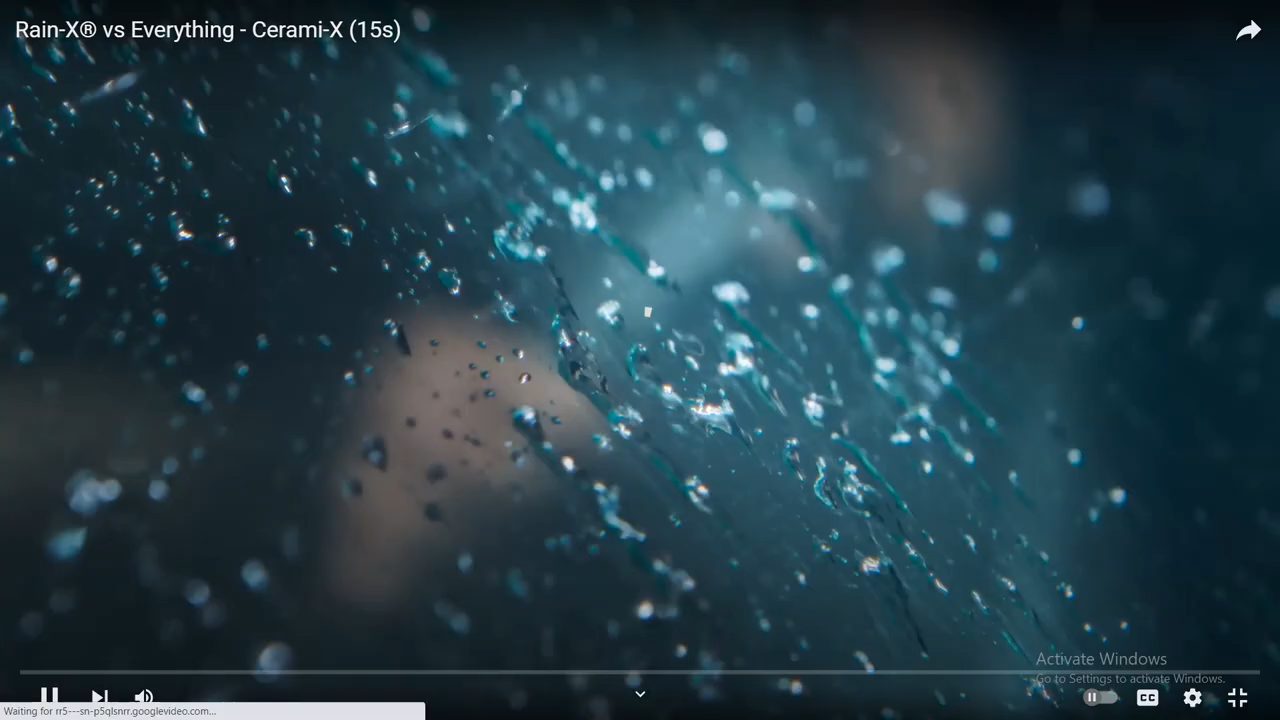 Rain-X® vs Everything - Cerami-X (15s)
Activate Windows
Go to Settings to activate Windows.
CC
Waiting for rr5---sn-p5qlsnrr.googlevideo.com...